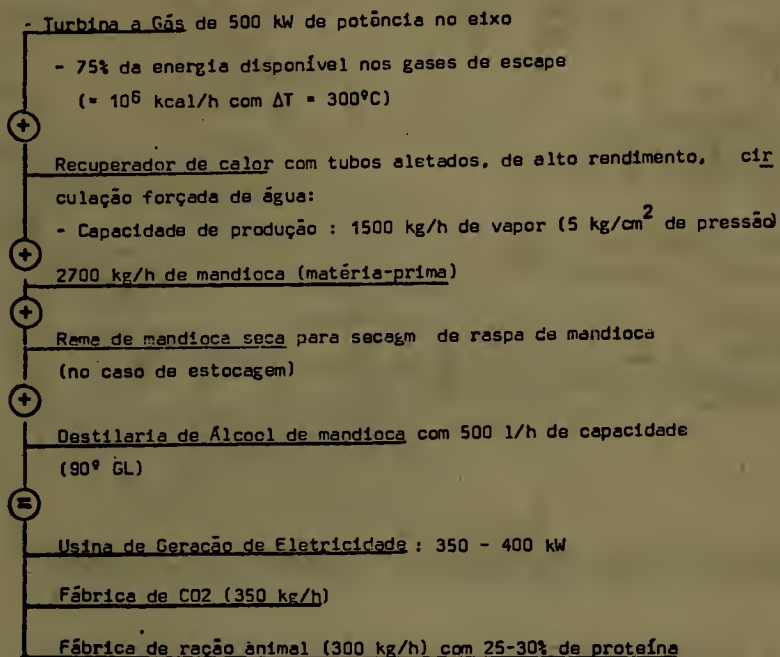 - Turbina a Gás de 500 kW de potência no eixo
- 75% da energia disponível nos gases de escape
(= 10⁶ kcal/h com ΔT = 300ºC)
+
Recuperador de calor com tubos aletados, de alto rendimento, cir
culação forçada de água:
- Capacidade de produção : 1500 kg/h de vapor (5 kg/cm² de pressão)
+
2700 kg/h de mandioca (matéria-prima)
+
Rama de mandioca seca para secagm de raspa de mandioca
(no caso de estocagem)
+
Destilaria de Álcool de mandioca com 500 l/h de capacidade
(90º GL)
=
Usina de Geração de Eletricidade : 350 - 400 kW
Fábrica de CO2 (350 kg/h)
Fábrica de ração ànimal (300 kg/h) com 25-30% de proteína